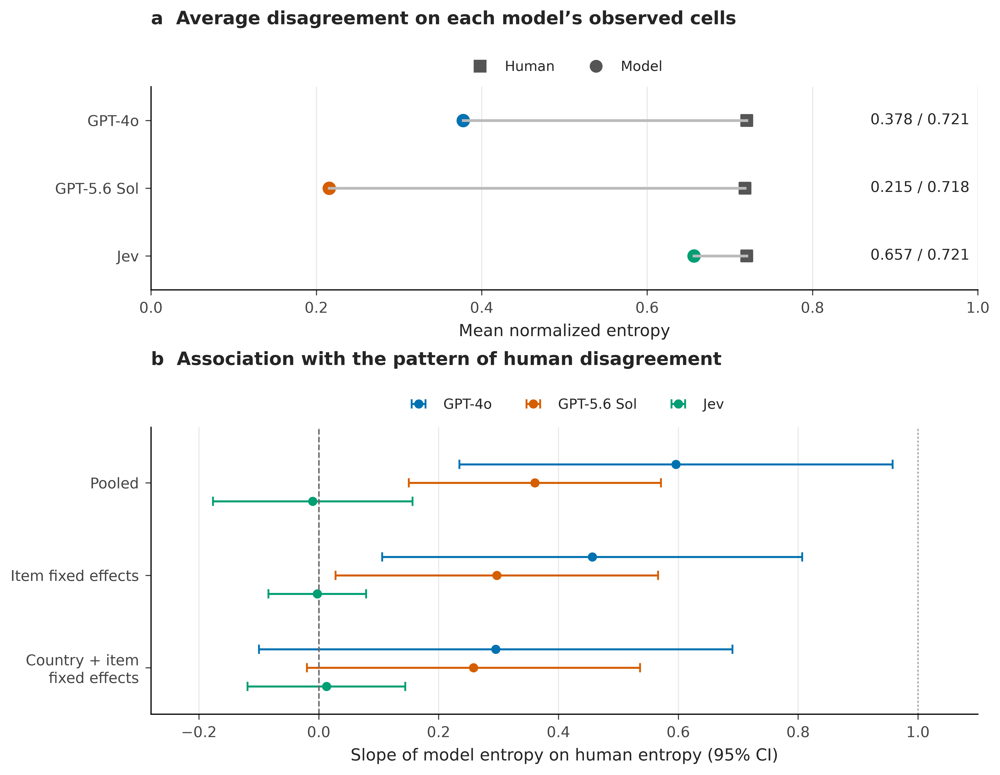 a Average disagreement on each model’s observed cells
Human Model
GPT-4o 0.378 / 0.721
GPT-5.6 Sol 0.215 / 0.718
Jev 0.657 / 0.721
0.0 0.2 0.4 0.6 0.8 1.0
Mean normalized entropy
b Association with the pattern of human disagreement
GPT-4o GPT-5.6 Sol Jev
Pooled
Item fixed effects
Country + item
fixed effects
−0.2 0.0 0.2 0.4 0.6 0.8 1.0
Slope of model entropy on human entropy (95% CI)